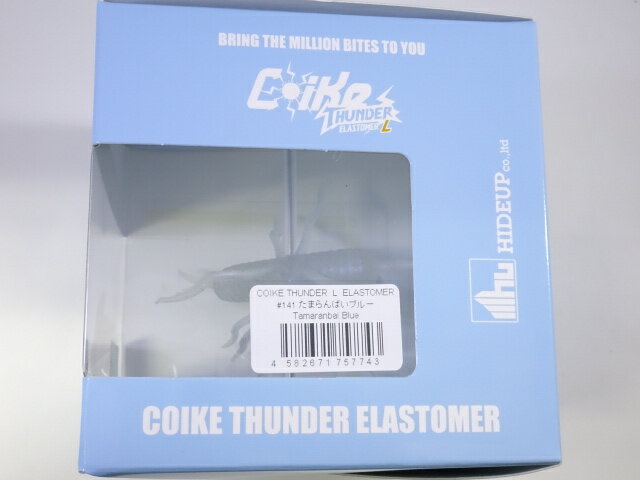 BRING THE MILLION BITES TO YOU
Coike
THUNDER
ELASTOMER L
HIDEUP co.,ltd
COIKE THUNDER L ELASTOMER
#141 たまらんばいブルー
Tamaranbai Blue
4 582671 757743
COIKE THUNDER ELASTOMER